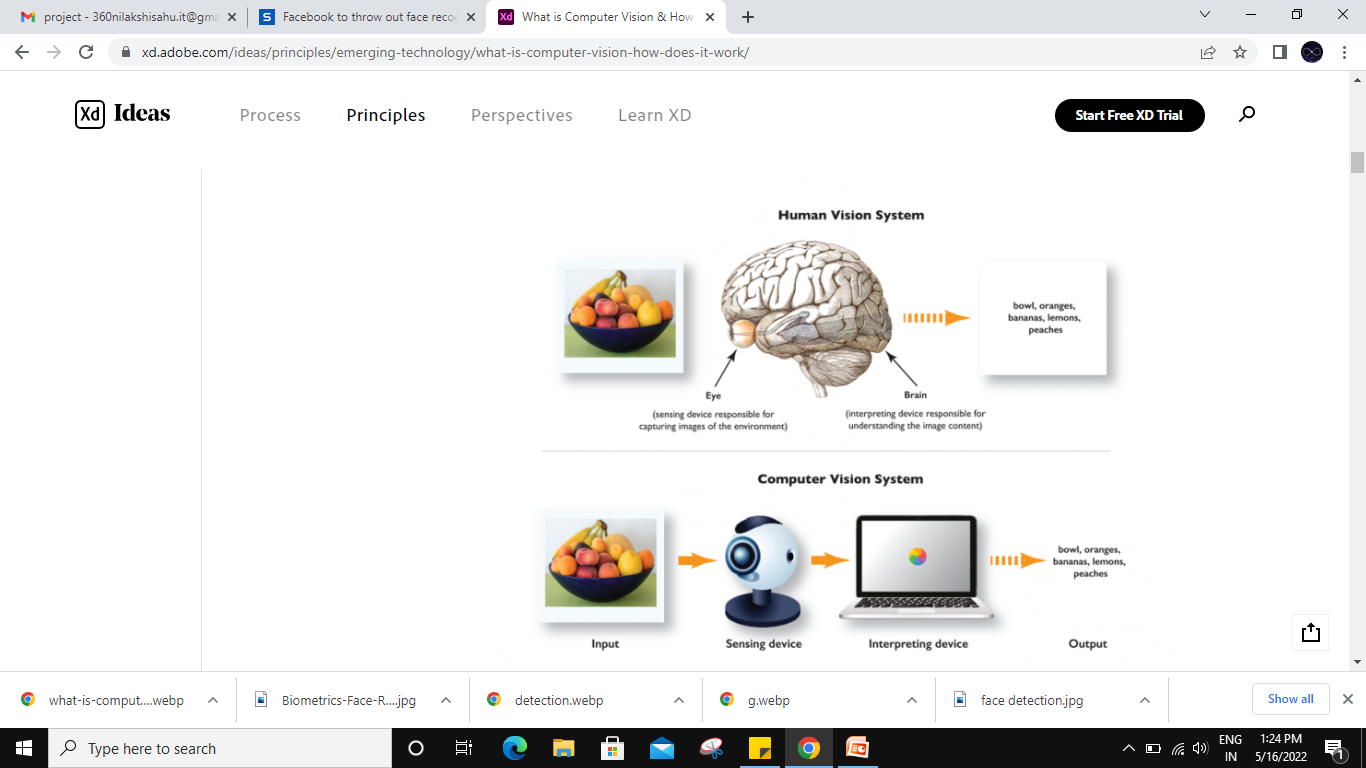 project - 360nilakshisahu.it@gma
Facebook to throw out face recog
Xd What is Computer Vision & How
xd.adobe.com/ideas/principles/emerging-technology/what-is-computer-vision-how-does-it-work/
Xd Ideas Process Principles Perspectives Learn XD Start Free XD Trial
Human Vision System
bowl, oranges,
bananas, lemons,
peaches
Eye
(sensing device responsible for
capturing images of the environment)
Brain
(interpreting device responsible for
understanding the image content)
Computer Vision System
bowl, oranges,
bananas, lemons,
peaches
Input Sensing device Interpreting device Output
what-is-comput....webp Biometrics-Face-R....jpg detection.webp g.webp face detection.jpg Show all
Type here to search
ENG
IN
1:24 PM
5/16/2022
1